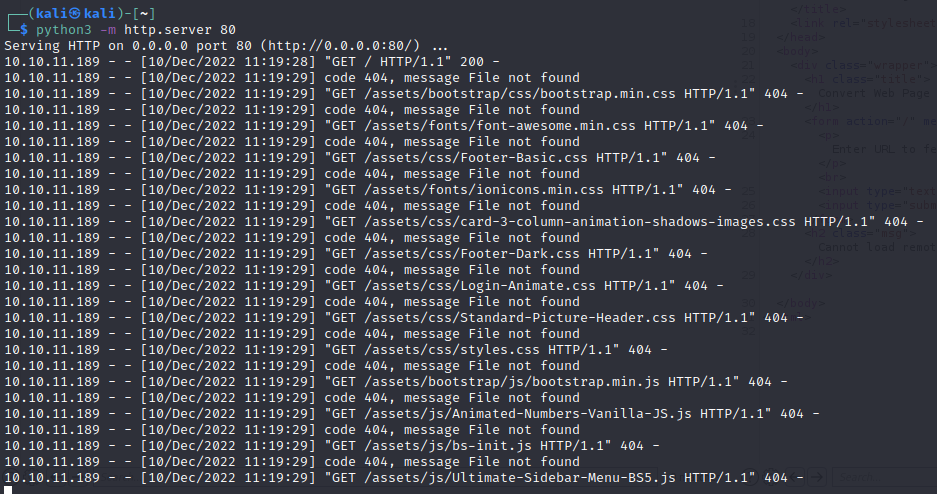 ┌──(kali㉿kali)-[~]
└─$ python3 -m http.server 80
Serving HTTP on 0.0.0.0 port 80 (http://0.0.0.0:80/) ...
10.10.11.189 - - [10/Dec/2022 11:19:28] "GET / HTTP/1.1" 200 -
10.10.11.189 - - [10/Dec/2022 11:19:29] code 404, message File not found
10.10.11.189 - - [10/Dec/2022 11:19:29] "GET /assets/bootstrap/css/bootstrap.min.css HTTP/1.1" 404 -
10.10.11.189 - - [10/Dec/2022 11:19:29] code 404, message File not found
10.10.11.189 - - [10/Dec/2022 11:19:29] "GET /assets/fonts/font-awesome.min.css HTTP/1.1" 404 -
10.10.11.189 - - [10/Dec/2022 11:19:29] code 404, message File not found
10.10.11.189 - - [10/Dec/2022 11:19:29] "GET /assets/css/Footer-Basic.css HTTP/1.1" 404 -
10.10.11.189 - - [10/Dec/2022 11:19:29] code 404, message File not found
10.10.11.189 - - [10/Dec/2022 11:19:29] "GET /assets/fonts/ionicons.min.css HTTP/1.1" 404 -
10.10.11.189 - - [10/Dec/2022 11:19:29] code 404, message File not found
10.10.11.189 - - [10/Dec/2022 11:19:29] "GET /assets/css/card-3-column-animation-shadows-images.css HTTP/1.1" 404 -
10.10.11.189 - - [10/Dec/2022 11:19:29] code 404, message File not found
10.10.11.189 - - [10/Dec/2022 11:19:29] "GET /assets/css/Footer-Dark.css HTTP/1.1" 404 -
10.10.11.189 - - [10/Dec/2022 11:19:29] code 404, message File not found
10.10.11.189 - - [10/Dec/2022 11:19:29] "GET /assets/css/Login-Animate.css HTTP/1.1" 404 -
10.10.11.189 - - [10/Dec/2022 11:19:29] code 404, message File not found
10.10.11.189 - - [10/Dec/2022 11:19:29] "GET /assets/css/Standard-Picture-Header.css HTTP/1.1" 404 -
10.10.11.189 - - [10/Dec/2022 11:19:29] code 404, message File not found
10.10.11.189 - - [10/Dec/2022 11:19:29] "GET /assets/css/styles.css HTTP/1.1" 404 -
10.10.11.189 - - [10/Dec/2022 11:19:29] code 404, message File not found
10.10.11.189 - - [10/Dec/2022 11:19:29] "GET /assets/bootstrap/js/bootstrap.min.js HTTP/1.1" 404 -
10.10.11.189 - - [10/Dec/2022 11:19:29] code 404, message File not found
10.10.11.189 - - [10/Dec/2022 11:19:29] "GET /assets/js/Animated-Numbers-Vanilla-JS.js HTTP/1.1" 404 -
10.10.11.189 - - [10/Dec/2022 11:19:29] code 404, message File not found
10.10.11.189 - - [10/Dec/2022 11:19:29] "GET /assets/js/bs-init.js HTTP/1.1" 404 -
10.10.11.189 - - [10/Dec/2022 11:19:29] code 404, message File not found
10.10.11.189 - - [10/Dec/2022 11:19:29] "GET /assets/js/Ultimate-Sidebar-Menu-BS5.js HTTP/1.1" 404 -